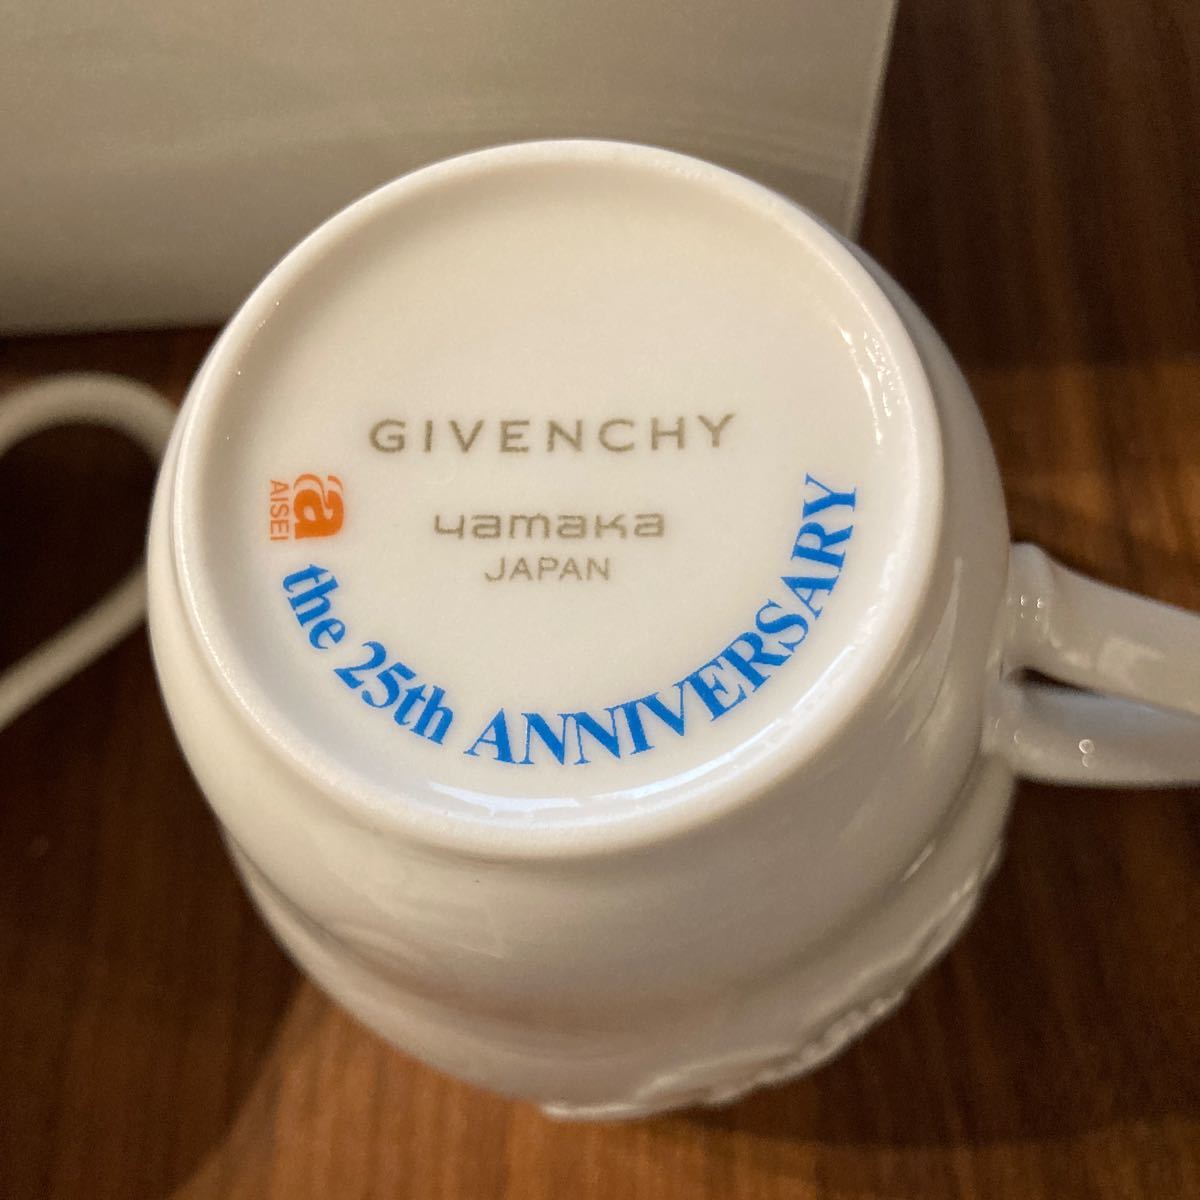 GIVENCHY
yamaka
JAPAN
a
AISEI
the 25th ANNIVERSARY